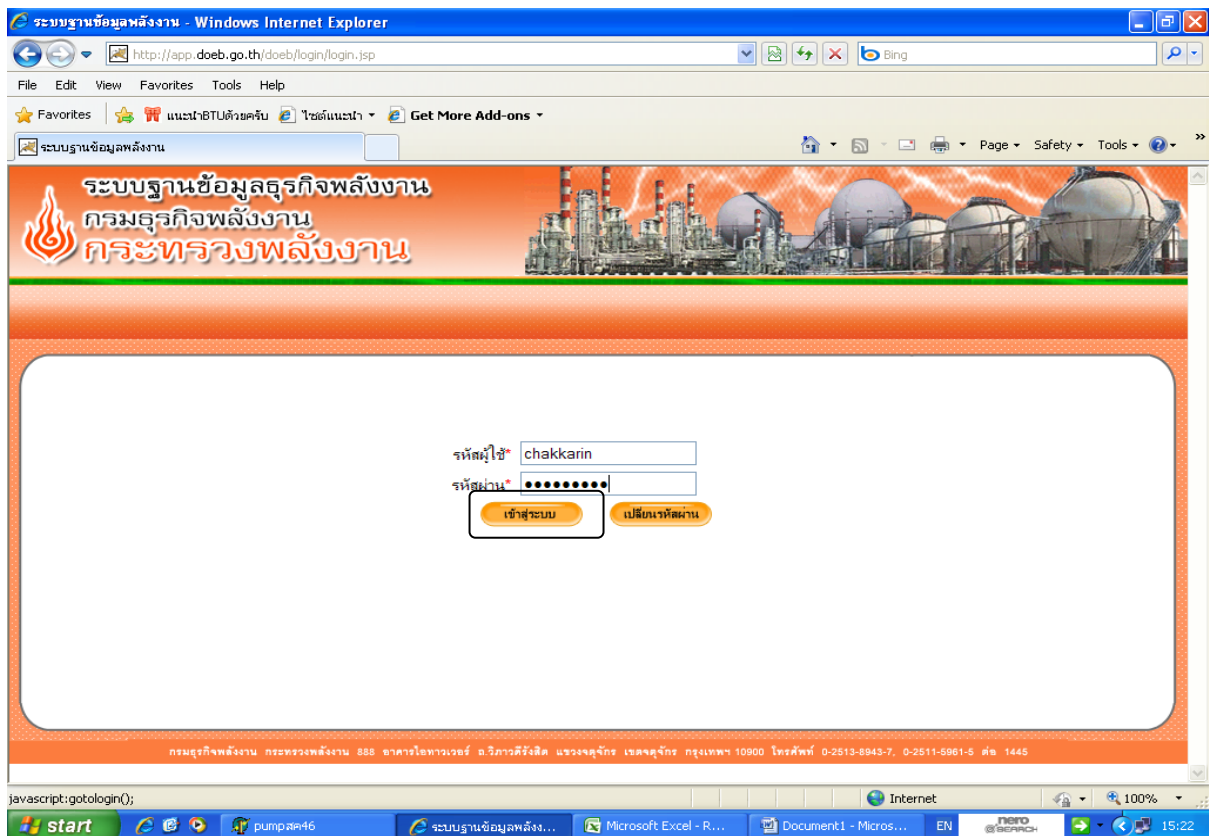 ระบบฐานข้อมูลพลังงาน - Windows Internet Explorer
http://app.doeb.go.th/doeb/login/login.jsp
Bing
File Edit View Favorites Tools Help
Favorites แนะนำBTUด้วยครับ ไซต์แนะนำ Get More Add-ons
ระบบฐานข้อมูลพลังงาน Page Safety Tools
ระบบฐานข้อมูลธุรกิจพลังงาน
กรมธุรกิจพลังงาน
กระทรวงพลังงาน
รหัสผู้ใช้* chakkarin
รหัสผ่าน* •••••••••
เข้าสู่ระบบ เปลี่ยนรหัสผ่าน
กรมธุรกิจพลังงาน กระทรวงพลังงาน 888 อาคารไอทาวเวอร์ ถ.วิภาวดีรังสิต แขวงจตุจักร เขตจตุจักร กรุงเทพฯ 10900 โทรศัพท์ 0-2513-8943-7, 0-2511-5961-5 ต่อ 1445
javascript:gotologin(); Internet 100%
start pumpสค46 ระบบฐานข้อมูลพลังง... Microsoft Excel - R... Document1 - Micros... EN nero SEARCH 15:22